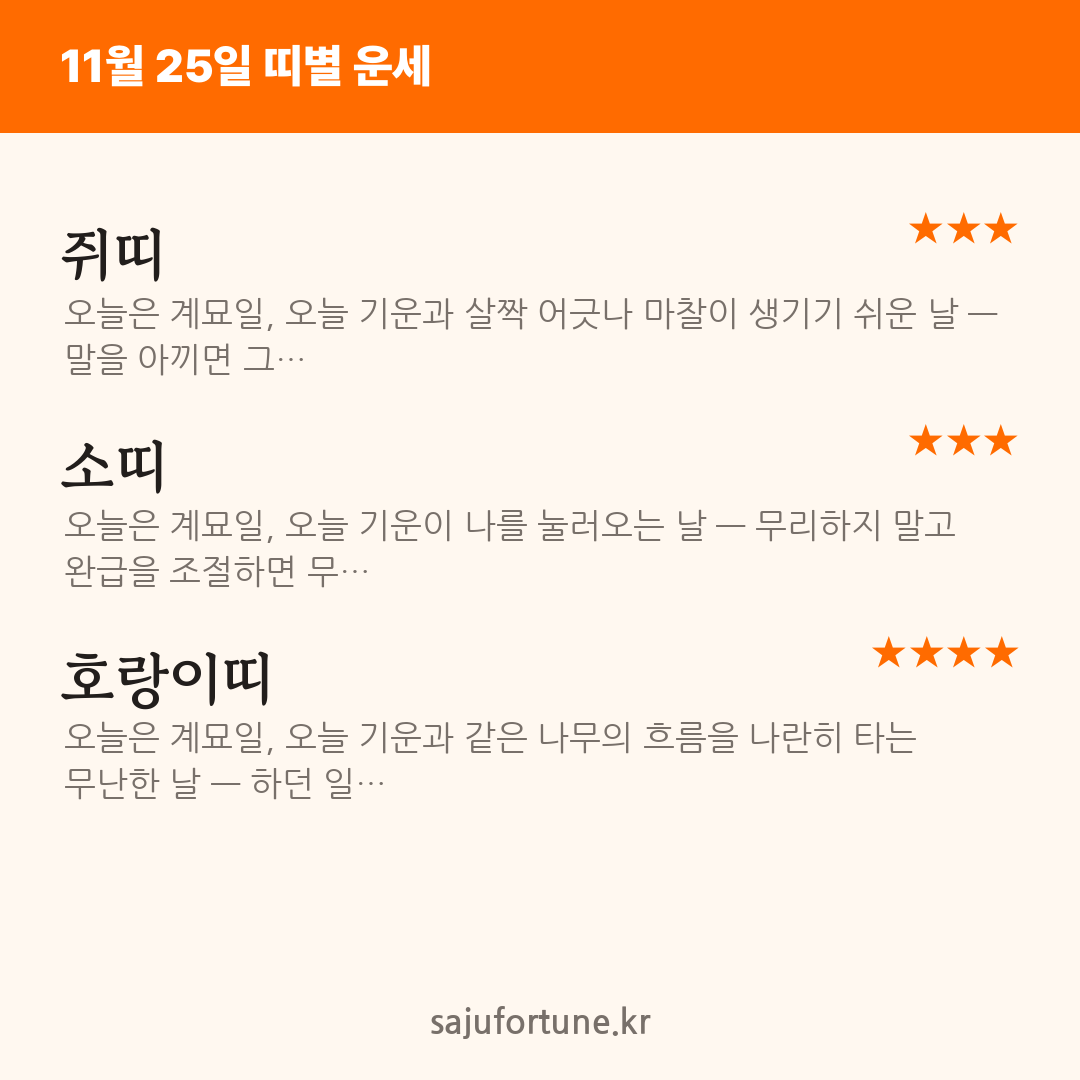 11월 25일 띠별 운세
쥐띠
★★★
오늘은 계묘일, 오늘 기운과 살짝 어긋나 마찰이 생기기 쉬운 날 —
말을 아끼면 그…
소띠
★★★
오늘은 계묘일, 오늘 기운이 나를 눌러오는 날 — 무리하지 말고
완급을 조절하면 무…
호랑이띠
★★★★
오늘은 계묘일, 오늘 기운과 같은 나무의 흐름을 나란히 타는
무난한 날 — 하던 일…
sajufortune.kr